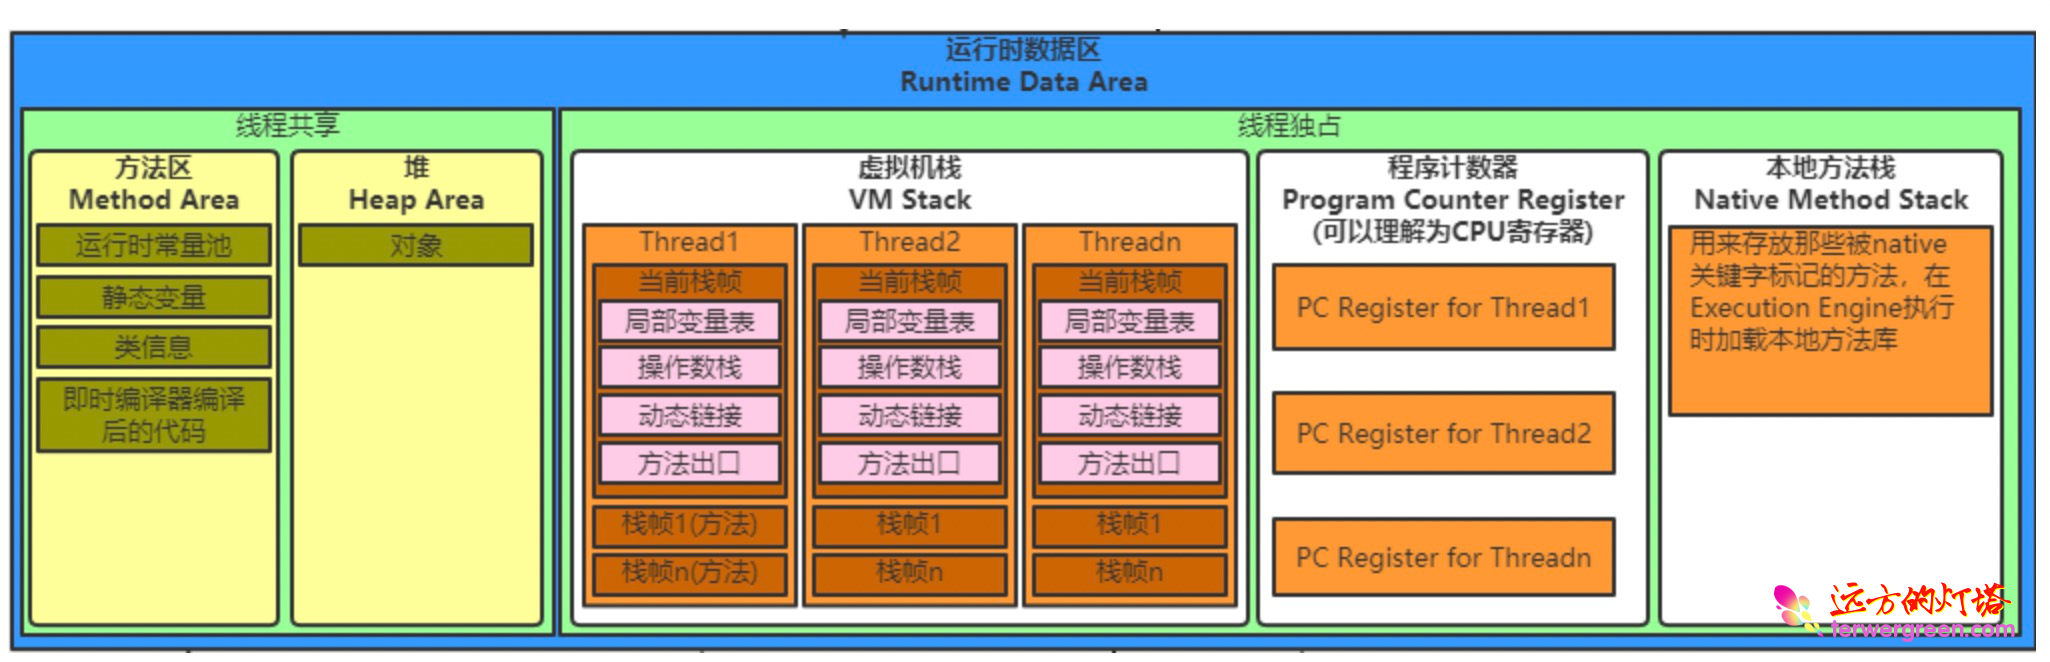 运行时数据区
Runtime Data Area
线程共享
方法区
Method Area
运行时常量池
静态变量
类信息
即时编译器编译
后的代码
堆
Heap Area
对象
线程独占
虚拟机栈
VM Stack
Thread1
当前栈帧
局部变量表
操作数栈
动态链接
方法出口
栈帧1(方法)
栈帧n(方法)
Thread2
当前栈帧
局部变量表
操作数栈
动态链接
方法出口
栈帧1
栈帧n
Threadn
当前栈帧
局部变量表
操作数栈
动态链接
方法出口
栈帧1
栈帧n
程序计数器
Program Counter Register
(可以理解为CPU寄存器)
PC Register for Thread1
PC Register for Thread2
PC Register for Threadn
本地方法栈
Native Method Stack
用来存放那些被native
关键字标记的方法，在
Execution Engine执行
时加载本地方法库
远方的灯塔
terwergreen.com